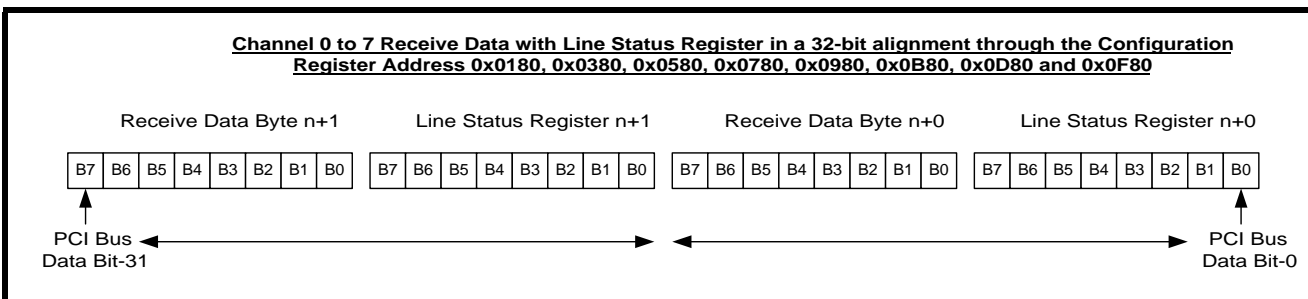 Channel 0 to 7 Receive Data with Line Status Register in a 32-bit alignment through the Configuration
Register Address 0x0180, 0x0380, 0x0580, 0x0780, 0x0980, 0x0B80, 0x0D80 and 0x0F80
Receive Data Byte n+1 Line Status Register n+1 Receive Data Byte n+0 Line Status Register n+0
B7 B6 B5 B4 B3 B2 B1 B0 B7 B6 B5 B4 B3 B2 B1 B0 B7 B6 B5 B4 B3 B2 B1 B0 B7 B6 B5 B4 B3 B2 B1 B0
PCI Bus
Data Bit-31
PCI Bus
Data Bit-0